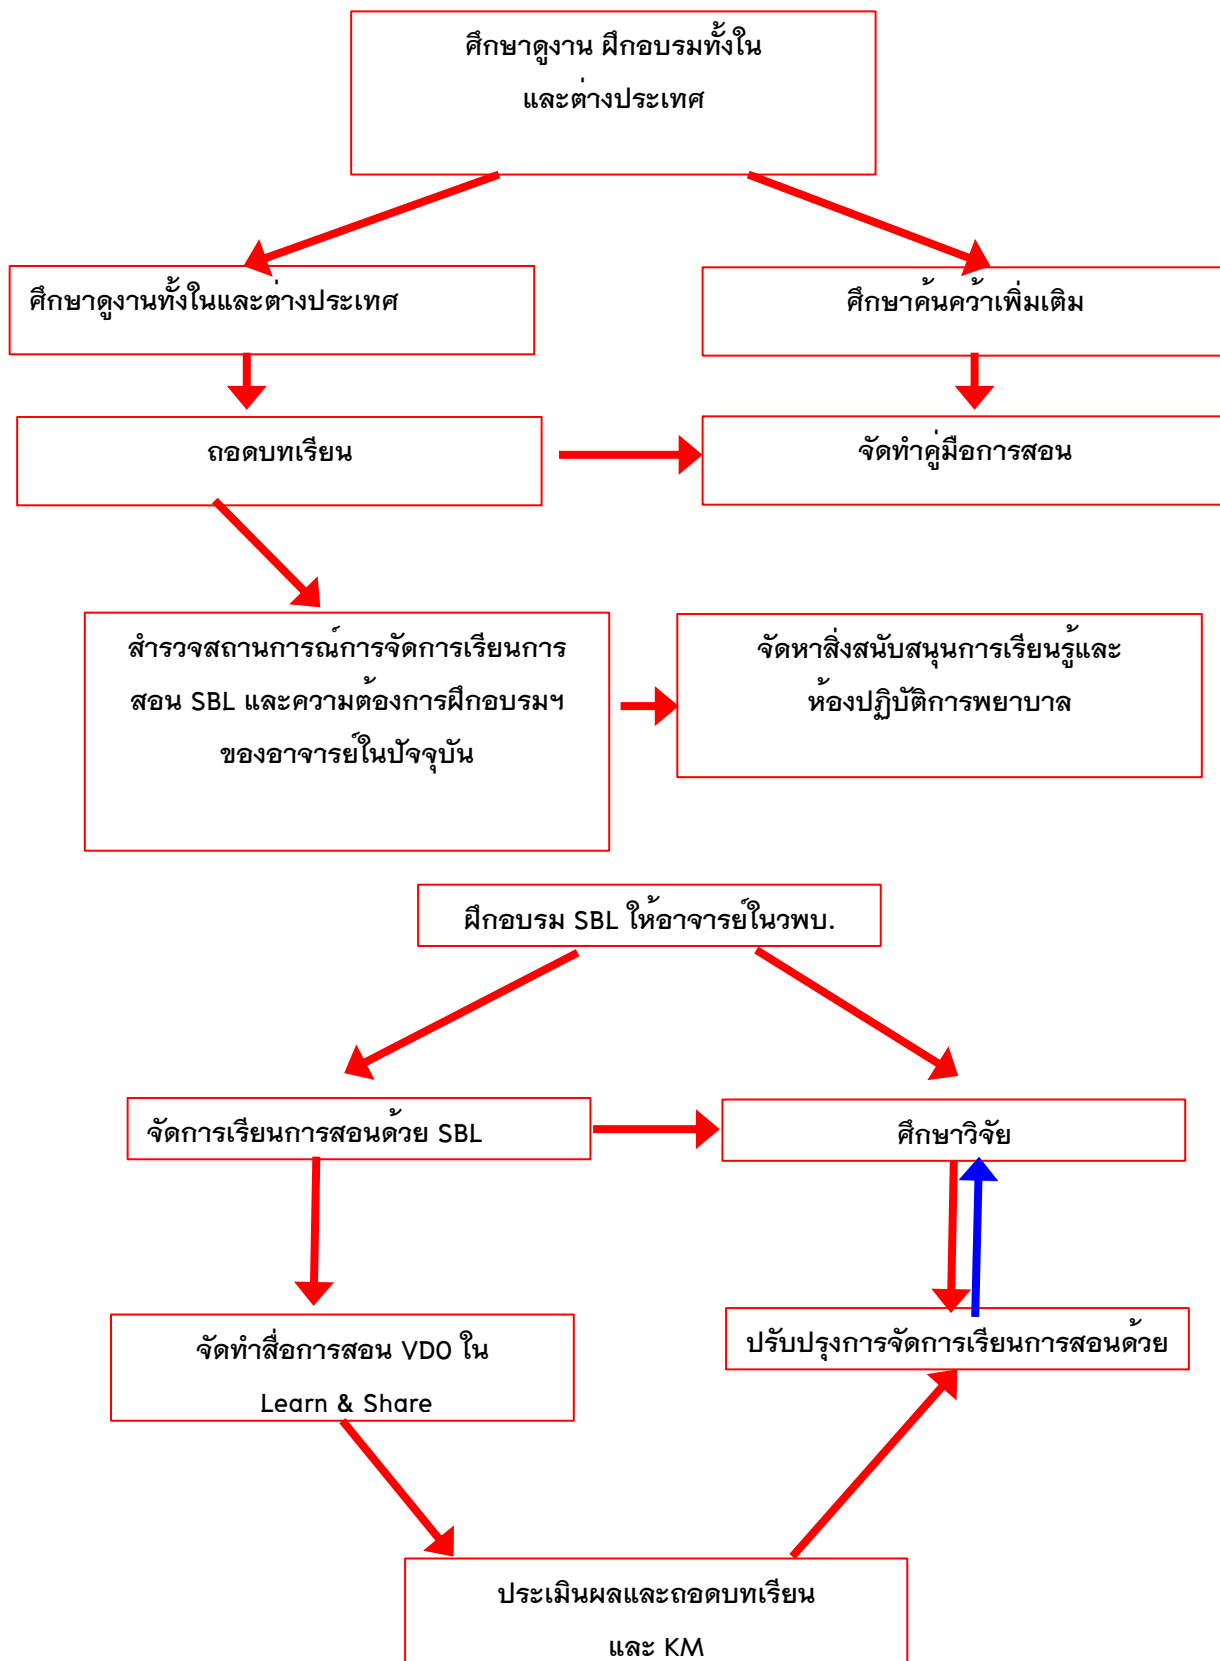 ศึกษาดูงาน ฝึกอบรมทั้งใน
และต่างประเทศ
ศึกษาดูงานทั้งในและต่างประเทศ
ศึกษาค้นคว้าเพิ่มเติม
ถอดบทเรียน
จัดทำคู่มือการสอน
สำรวจสถานการณ์การจัดการเรียนการ
สอน SBL และความต้องการฝึกอบรมฯ
ของอาจารย์ในปัจจุบัน
จัดหาสิ่งสนับสนุนการเรียนรู้และ
ห้องปฏิบัติการพยาบาล
ฝึกอบรม SBL ให้อาจารย์ในวพบ.
จัดการเรียนการสอนด้วย SBL
ศึกษาวิจัย
จัดทำสื่อการสอน VDO ใน
Learn & Share
ปรับปรุงการจัดการเรียนการสอนด้วย
ประเมินผลและถอดบทเรียน
และ KM